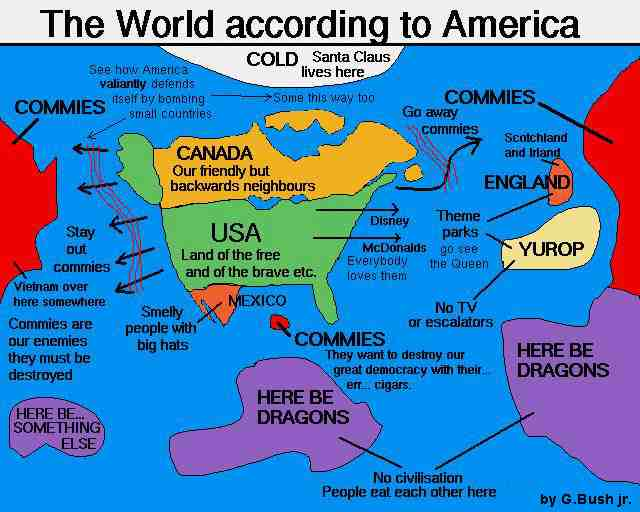 The World according to America
COLD
Santa Claus
lives here
See how America
valiantly defends
itself by bombing
small countries
Some this way too
COMMIES
COMMIES
Go away
commies
Scotchland
and Irland
CANADA
Our friendly but
backwards neighbours
ENGLAND
USA
Land of the free
and of the brave etc.
Disney
McDonalds
Everybody
loves them
Theme
parks
go see
the Queen
YUROP
Stay
out
commies
Vietnam over
here somewhere
Commies are
our enemies
they must be
destroyed
MEXICO
Smelly
people with
big hats
No TV
or escalators
COMMIES
They want to destroy our
great democracy with their...
err... cigars.
HERE BE
DRAGONS
HERE BE
DRAGONS
HERE BE...
SOMETHING
ELSE
No civilisation
People eat each other here
by G.Bush jr.